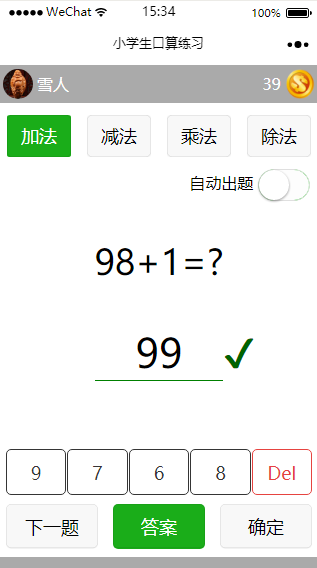 WeChat 15:34 100%
小学生口算练习
雪人 39
加法 减法 乘法 除法
自动出题
98+1=?
99
9 7 6 8 Del
下一题 答案 确定